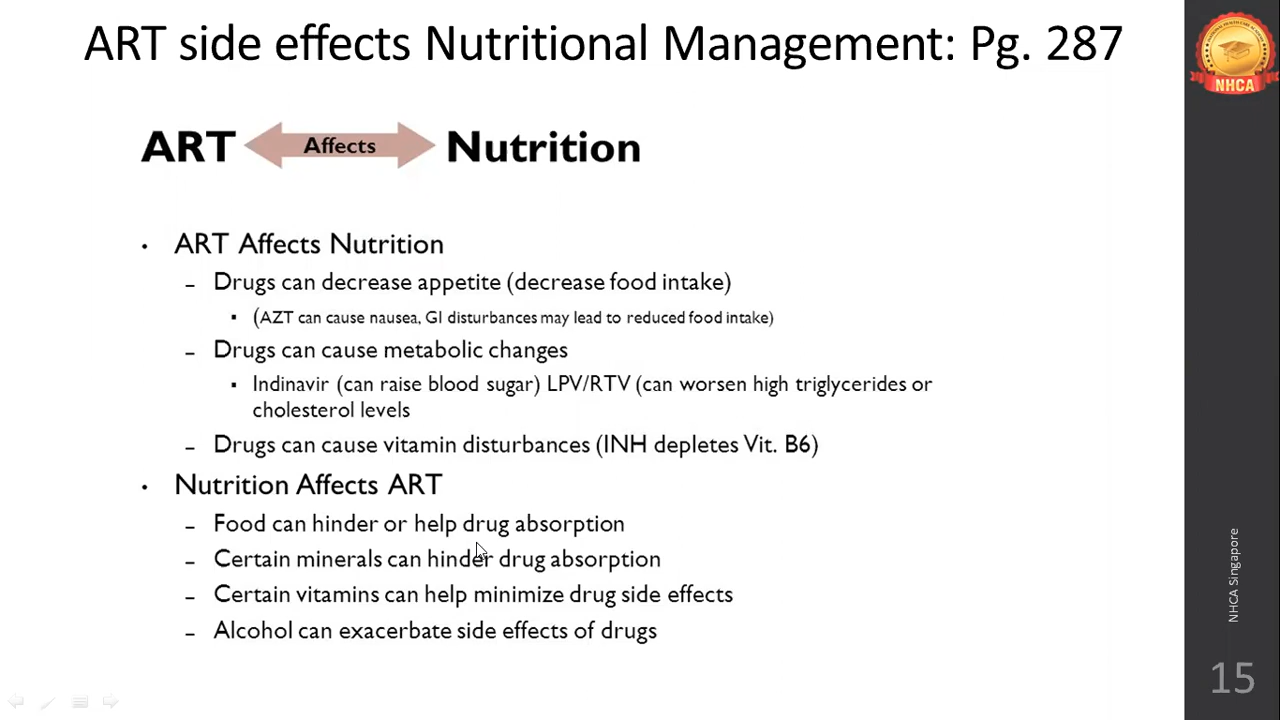 ART side effects Nutritional Management: Pg. 287
NHCA
ART Affects Nutrition
• ART Affects Nutrition
– Drugs can decrease appetite (decrease food intake)
▪ (AZT can cause nausea, GI disturbances may lead to reduced food intake)
– Drugs can cause metabolic changes
▪ Indinavir (can raise blood sugar) LPV/RTV (can worsen high triglycerides or
cholesterol levels
– Drugs can cause vitamin disturbances (INH depletes Vit. B6)
• Nutrition Affects ART
– Food can hinder or help drug absorption
– Certain minerals can hinder drug absorption
– Certain vitamins can help minimize drug side effects
– Alcohol can exacerbate side effects of drugs
NHCA Singapore
15